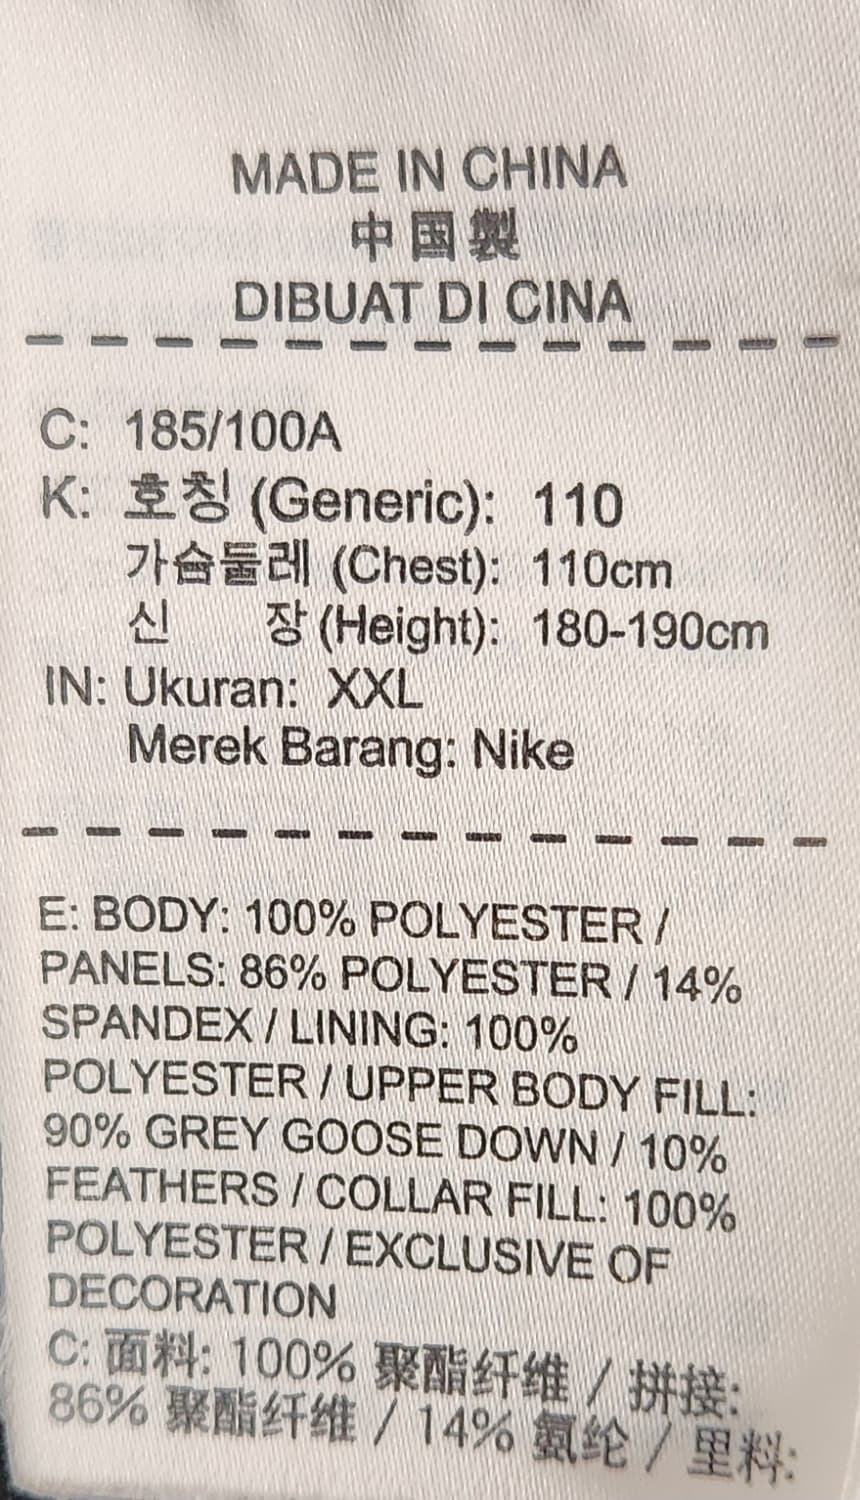 MADE IN CHINA
中国製
DIBUAT DI CINA
C: 185/100A
K: 호칭 (Generic): 110
가슴둘레 (Chest): 110cm
신 장 (Height): 180-190cm
IN: Ukuran: XXL
Merek Barang: Nike
E: BODY: 100% POLYESTER /
PANELS: 86% POLYESTER / 14%
SPANDEX / LINING: 100%
POLYESTER / UPPER BODY FILL:
90% GREY GOOSE DOWN / 10%
FEATHERS / COLLAR FILL: 100%
POLYESTER / EXCLUSIVE OF
DECORATION
C: 面料: 100% 聚酯纤维 / 拼接:
86% 聚酯纤维 / 14% 氨纶 / 里料: